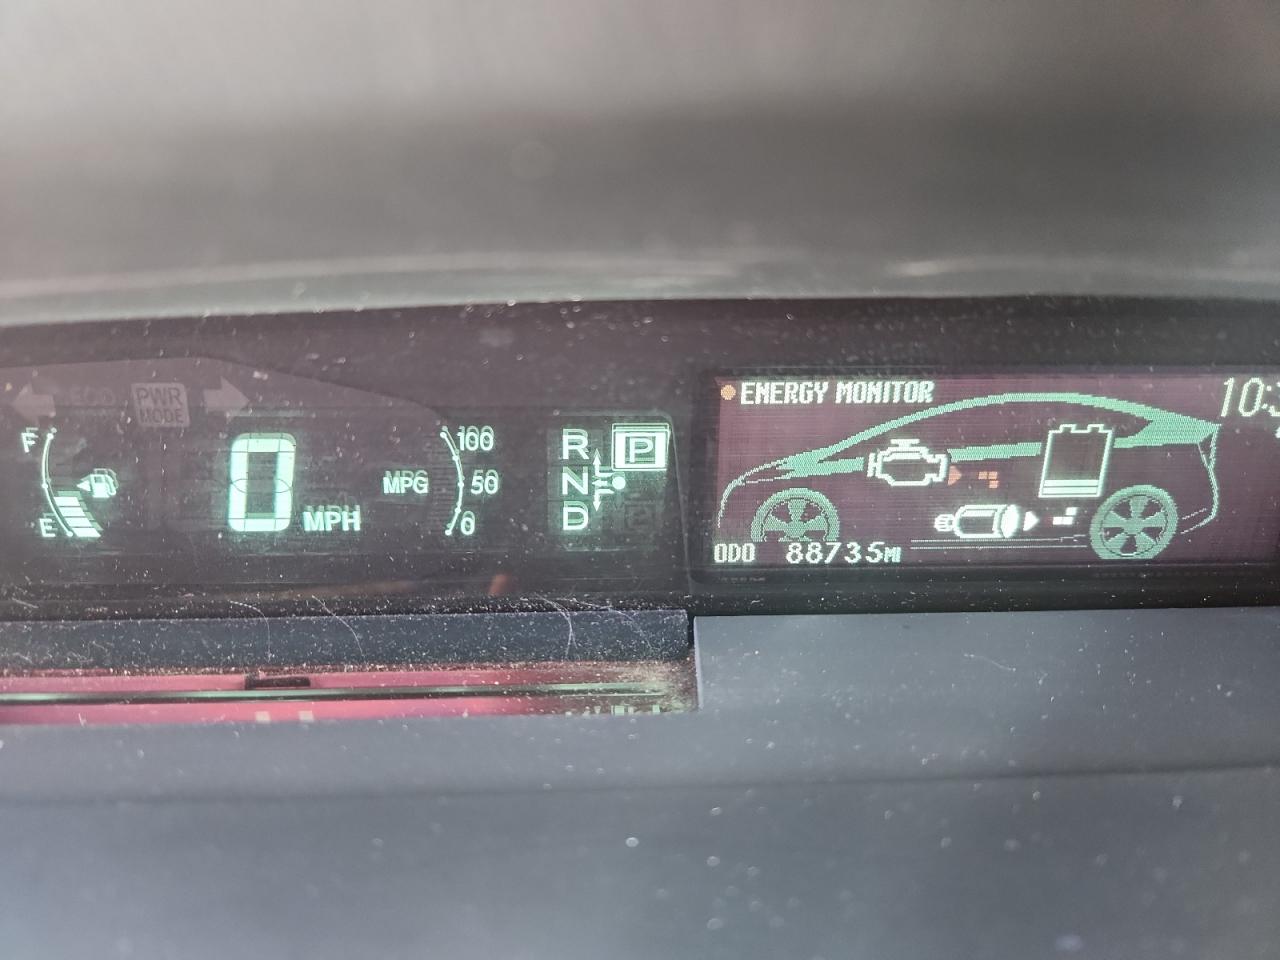 PWR
MODE
F
E
0
MPH
MPG
100
50
0
R
N
D
P
ENERGY MONITOR
ODO 88735MI